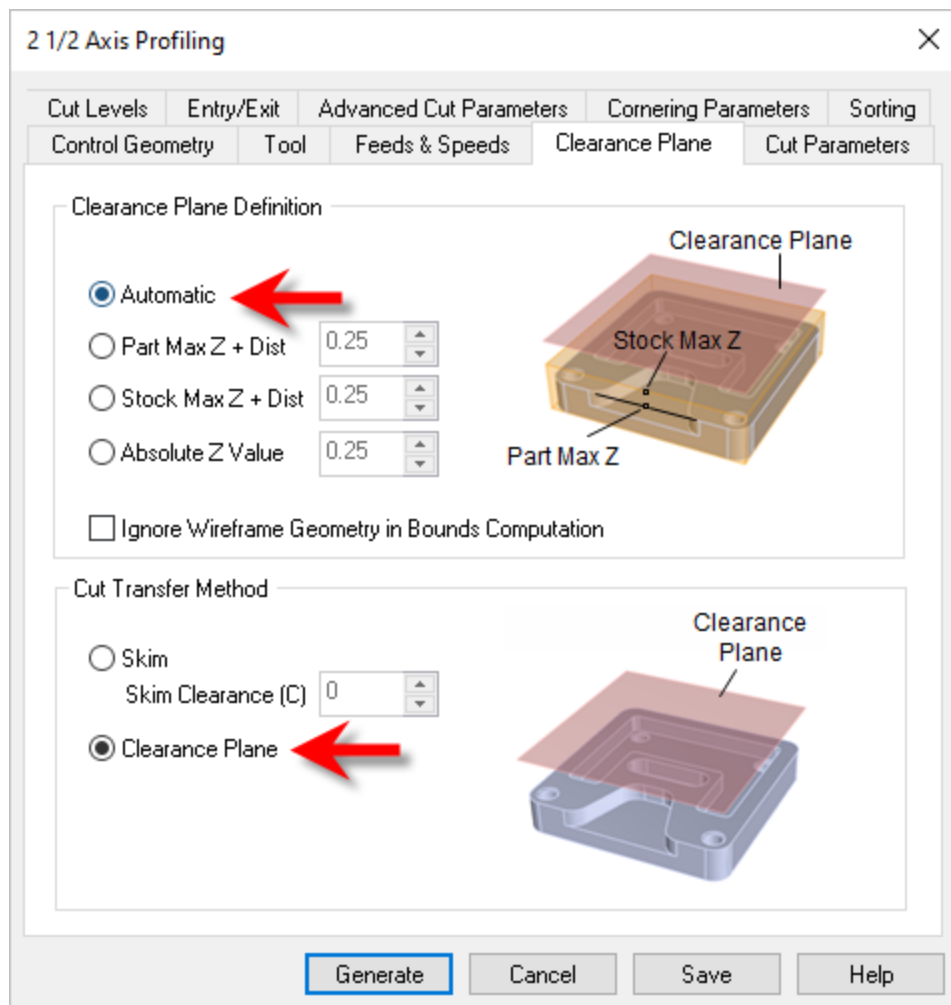 2 1/2 Axis Profiling
Cut Levels Entry/Exit Advanced Cut Parameters Cornering Parameters Sorting
Control Geometry Tool Feeds & Speeds Clearance Plane Cut Parameters
Clearance Plane Definition
Clearance Plane
Automatic
Part Max Z + Dist 0.25
Stock Max Z
Stock Max Z + Dist 0.25
Absolute Z Value 0.25
Part Max Z
Ignore Wireframe Geometry in Bounds Computation
Cut Transfer Method
Clearance
Plane
Skim
Skim Clearance (C) 0
Clearance Plane
Generate Cancel Save Help